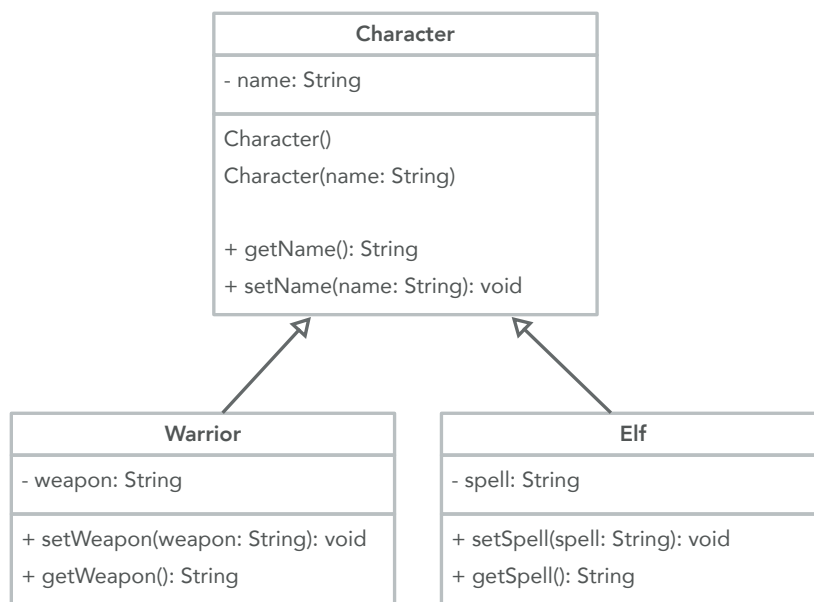 Character
- name: String
Character()
Character(name: String)
+ getName(): String
+ setName(name: String): void
Warrior
- weapon: String
+ setWeapon(weapon: String): void
+ getWeapon(): String
Elf
- spell: String
+ setSpell(spell: String): void
+ getSpell(): String